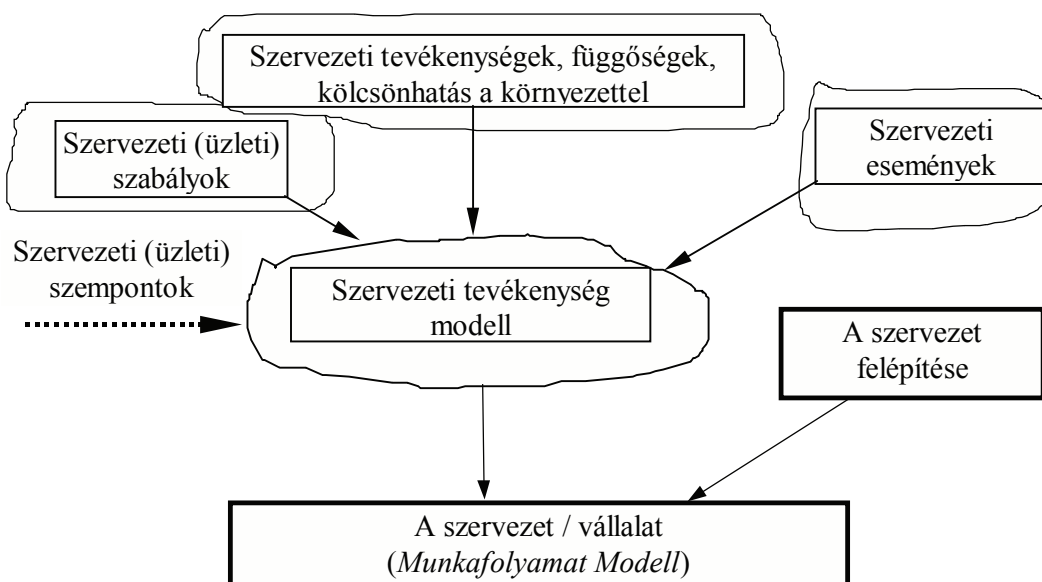 Szervezeti tevékenységek, függőségek,
kölcsönhatás a környezettel
Szervezeti (üzleti)
szabályok
Szervezeti
események
Szervezeti (üzleti)
szempontok
Szervezeti tevékenység
modell
A szervezet
felépítése
A szervezet / vállalat
(Munkafolyamat Modell)